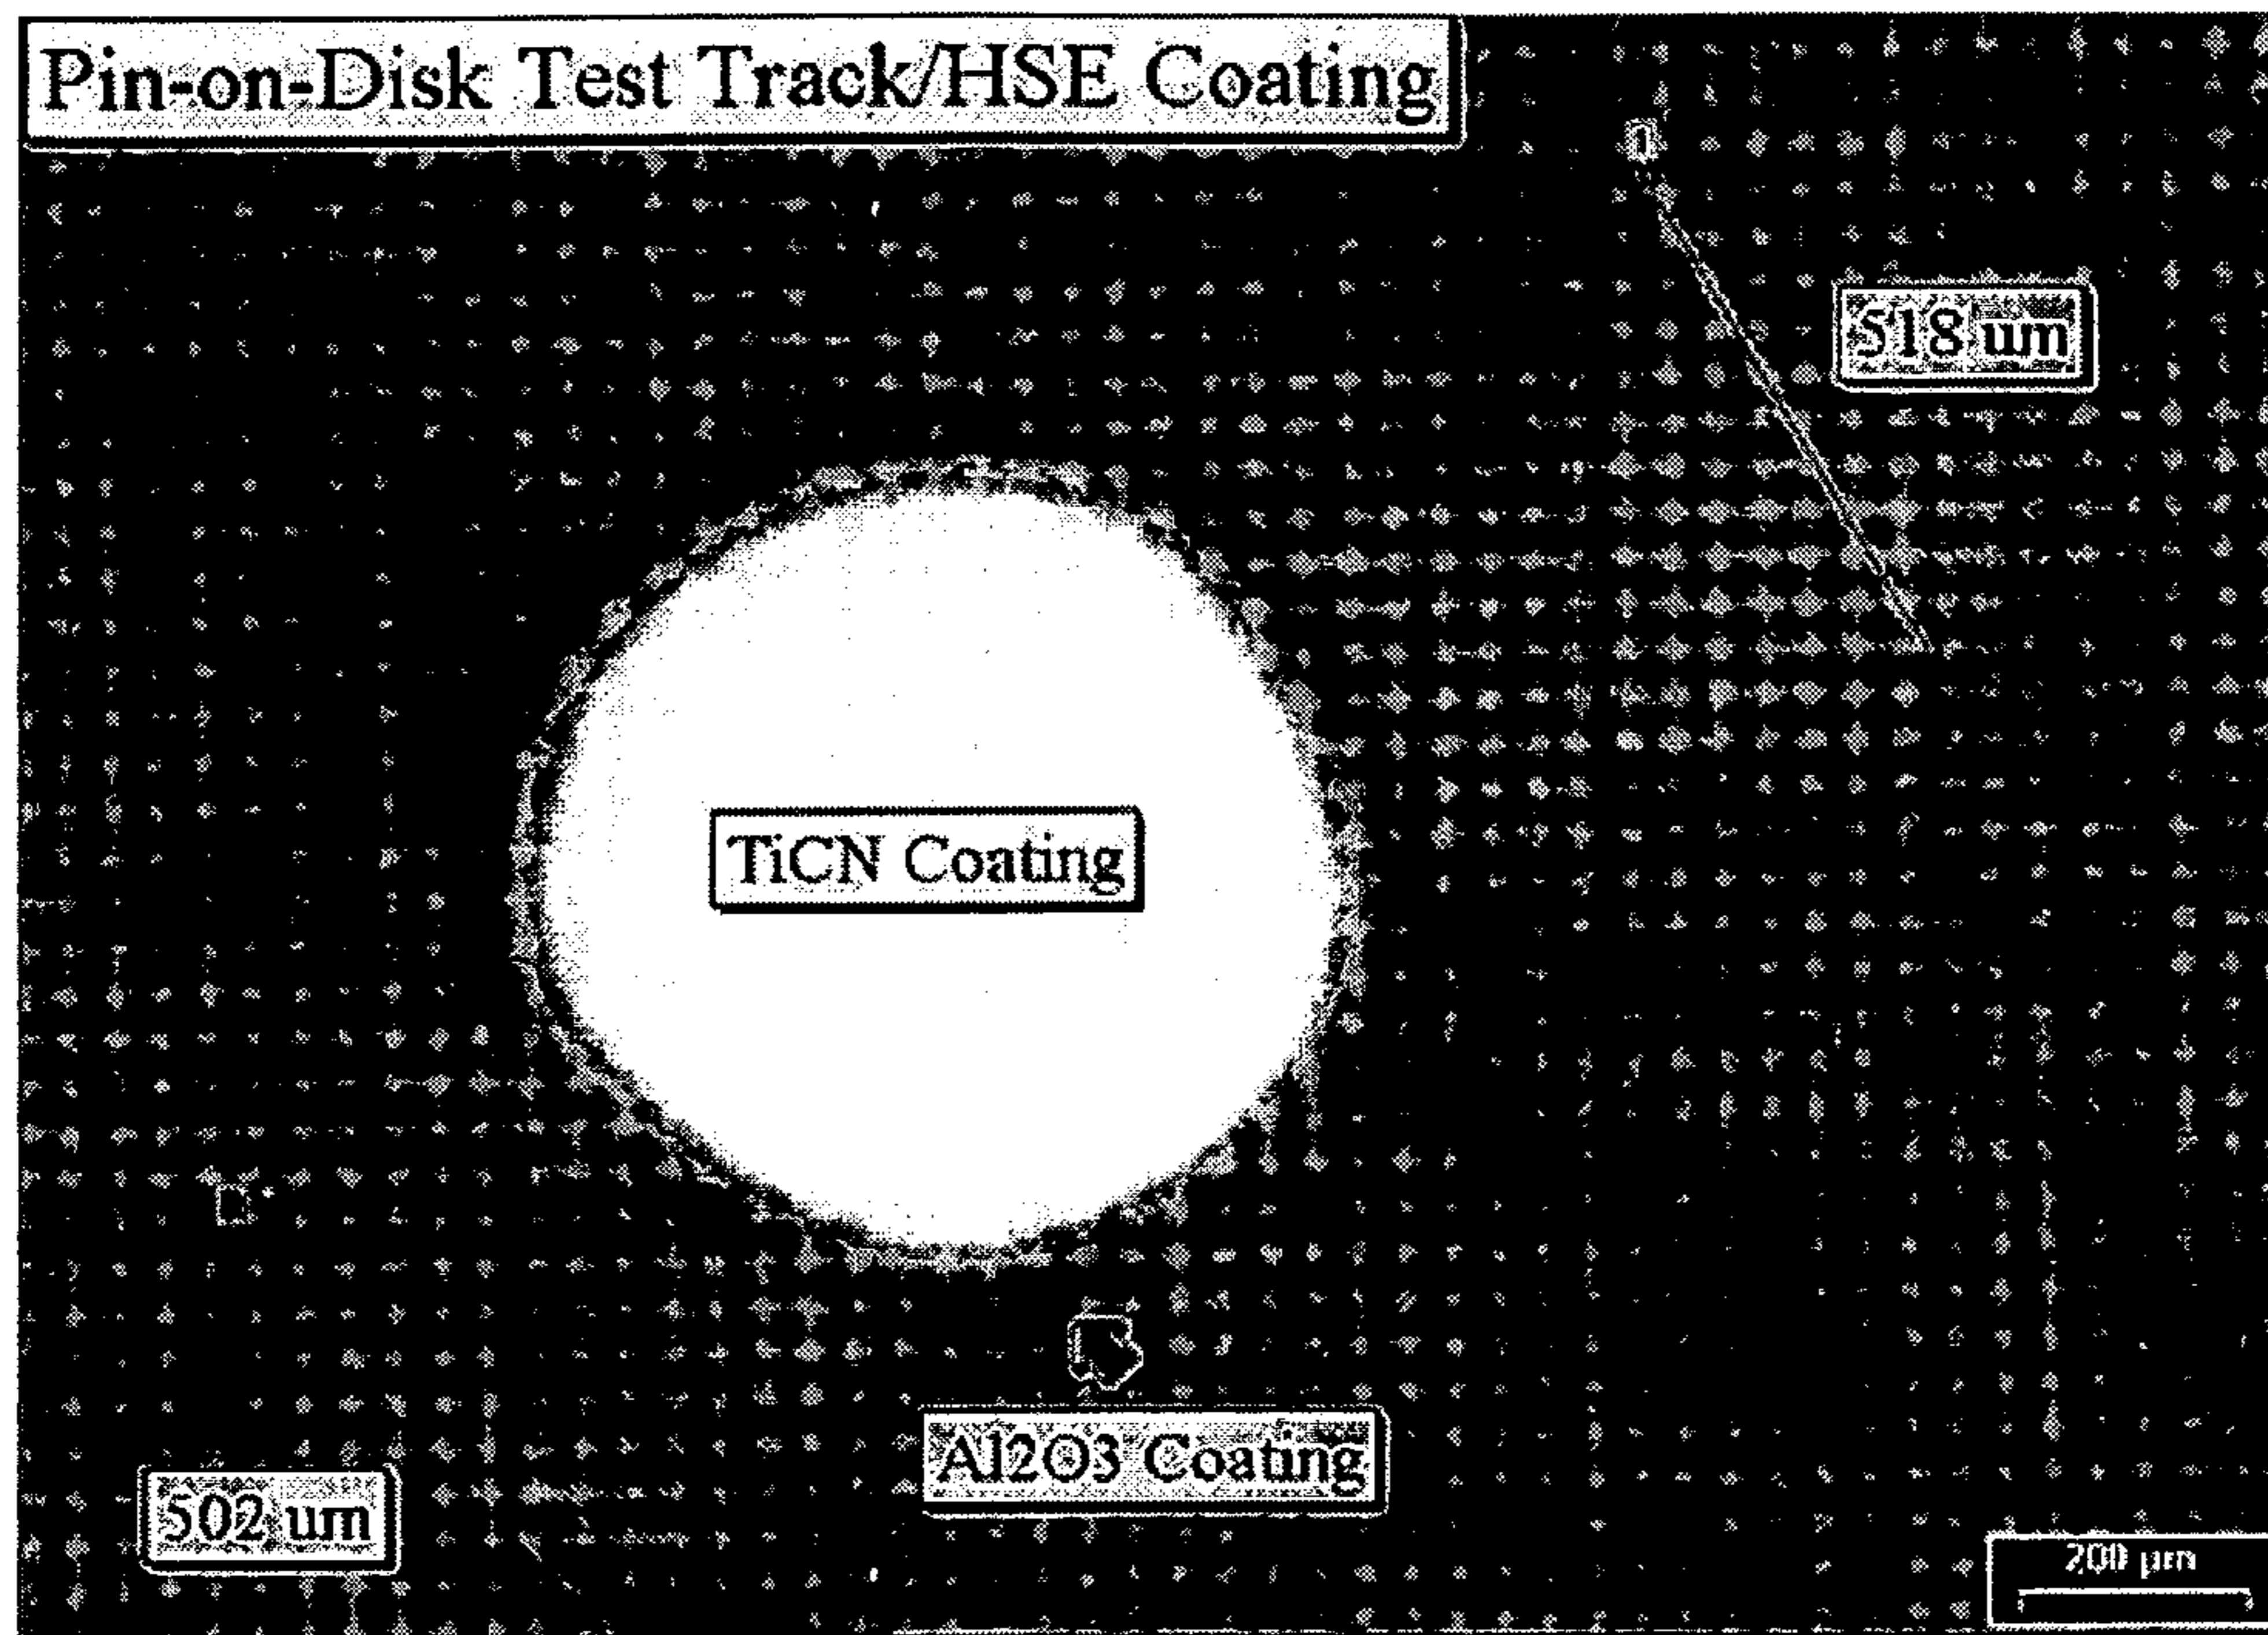 Pin-on-Disk Test Track/HSE Coating
518 um
TiCN Coating
Al2O3 Coating
502 um
200 µm